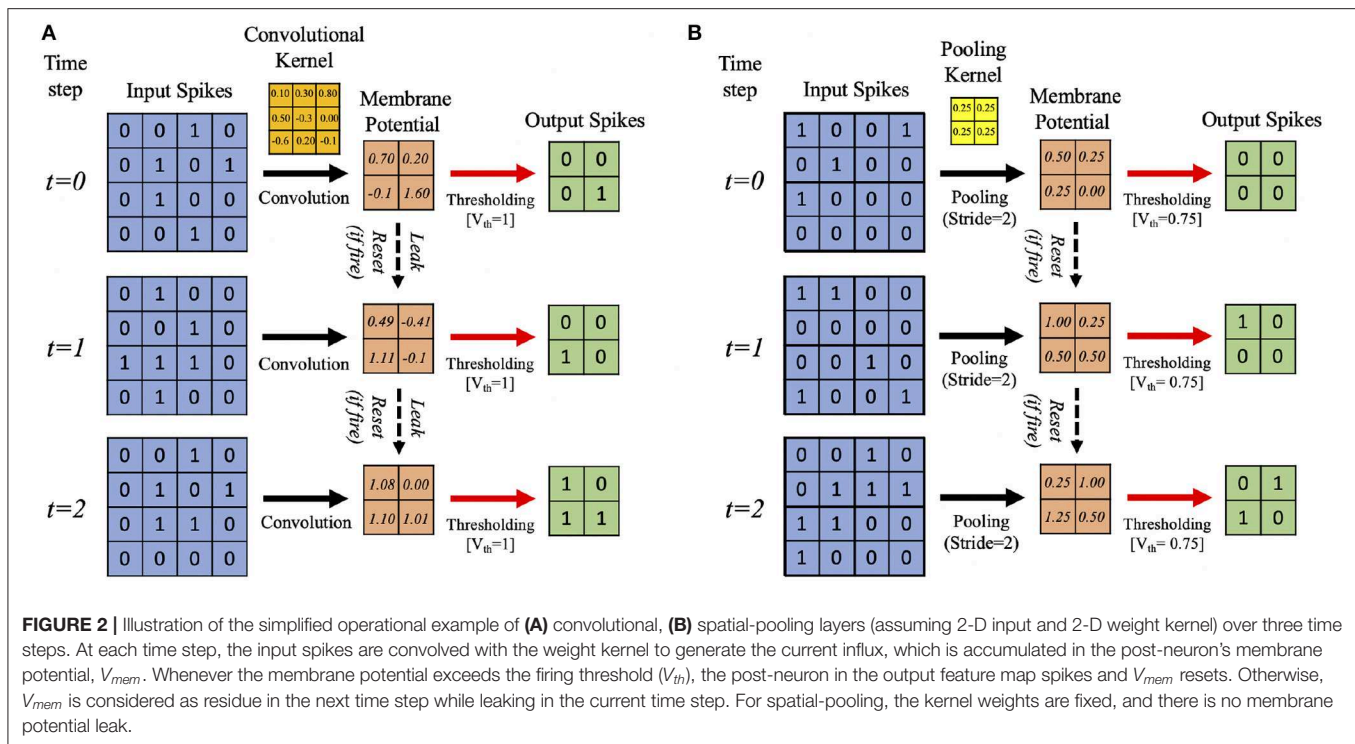 A
Time
step
Convolutional
Kernel
Input Spikes
0.10 0.30 0.80
0.50 -0.3 0.00
-0.6 0.20 -0.1
Membrane
Potential
Output Spikes
t=0
0 0 1 0
0 1 0 1
0 1 0 0
0 0 1 0
Convolution
0.70 0.20
-0.1 1.60
Thresholding
[Vth=1]
0 0
0 1
Reset
(if fire)
Leak
t=1
0 1 0 0
0 0 1 0
1 1 1 0
0 1 0 0
Convolution
0.49 -0.41
1.11 -0.1
Thresholding
[Vth=1]
0 0
1 0
Reset
(if fire)
Leak
t=2
0 0 1 0
0 1 0 1
0 1 1 0
0 0 0 0
Convolution
1.08 0.00
1.10 1.01
Thresholding
[Vth=1]
1 0
1 1
B
Time
step
Pooling
Kernel
Input Spikes
0.25 0.25
0.25 0.25
Membrane
Potential
Output Spikes
t=0
1 0 0 1
0 1 0 0
1 0 0 0
0 0 0 0
Pooling
(Stride=2)
0.50 0.25
0.25 0.00
Thresholding
[Vth=0.75]
0 0
0 0
Reset
(if fire)
t=1
1 1 0 0
0 0 0 0
0 0 1 0
1 0 0 1
Pooling
(Stride=2)
1.00 0.25
0.50 0.50
Thresholding
[Vth= 0.75]
1 0
0 0
Reset
(if fire)
t=2
0 0 1 0
0 1 1 1
1 1 0 0
1 0 0 0
Pooling
(Stride=2)
0.25 1.00
1.25 0.50
Thresholding
[Vth= 0.75]
0 1
1 0
FIGURE 2 | Illustration of the simplified operational example of (A) convolutional, (B) spatial-pooling layers (assuming 2-D input and 2-D weight kernel) over three time
steps. At each time step, the input spikes are convolved with the weight kernel to generate the current influx, which is accumulated in the post-neuron's membrane
potential, Vmem. Whenever the membrane potential exceeds the firing threshold (Vth), the post-neuron in the output feature map spikes and Vmem resets. Otherwise,
Vmem is considered as residue in the next time step while leaking in the current time step. For spatial-pooling, the kernel weights are fixed, and there is no membrane
potential leak.